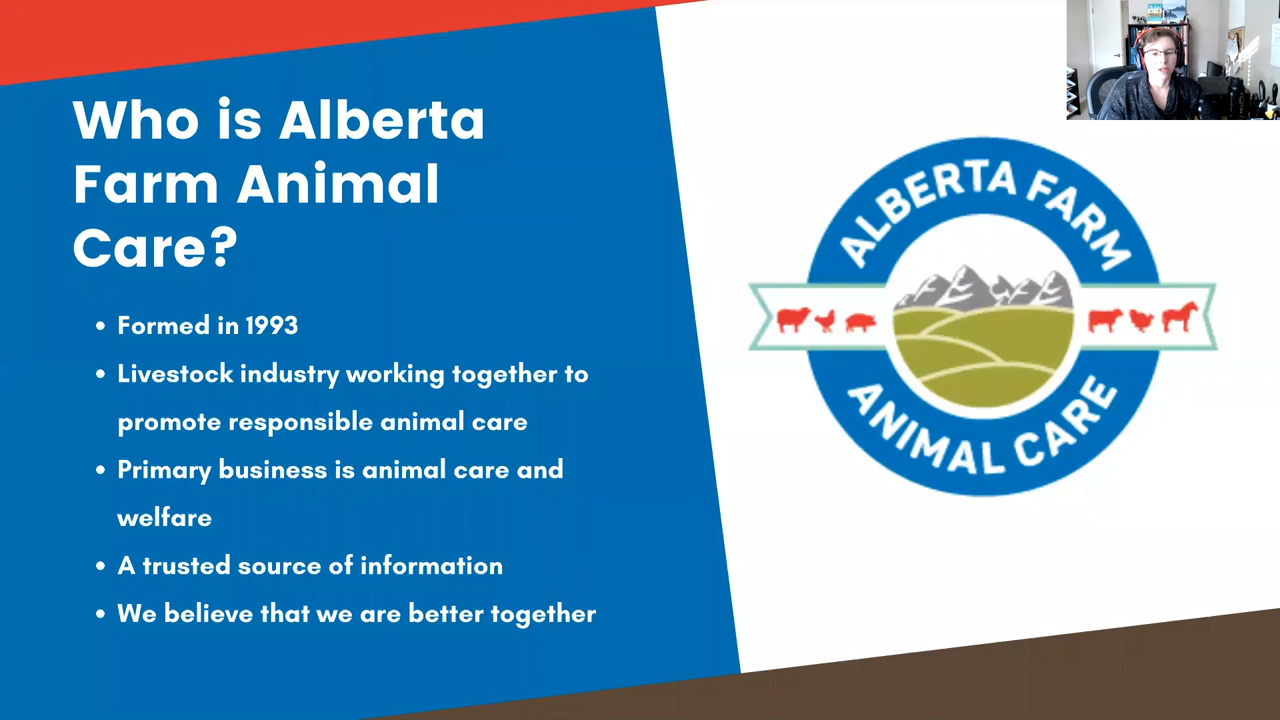 Who is Alberta
Farm Animal
Care?
• Formed in 1993
• Livestock industry working together to
promote responsible animal care
• Primary business is animal care and
welfare
• A trusted source of information
• We believe that we are better together
ALBERTA FARM
ANIMAL CARE